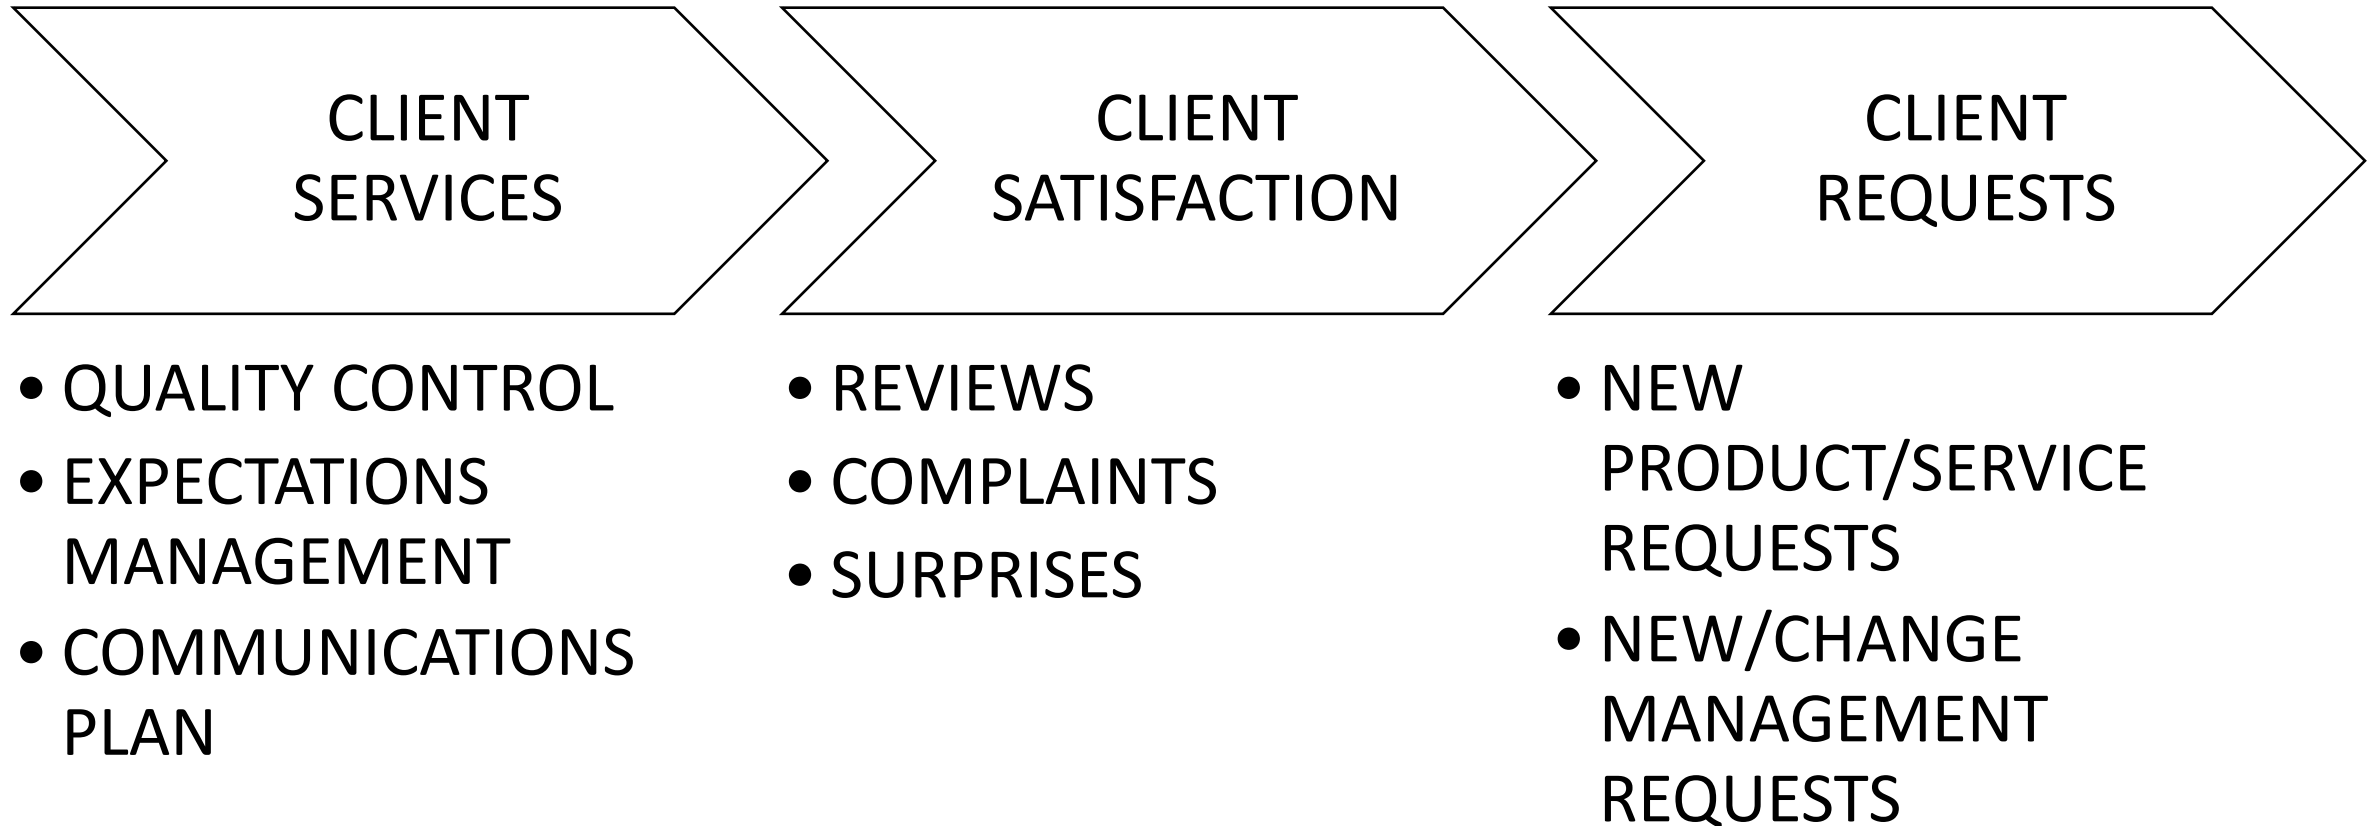 CLIENT
SERVICES
• QUALITY CONTROL
• EXPECTATIONS
MANAGEMENT
• COMMUNICATIONS
PLAN
CLIENT
SATISFACTION
• REVIEWS
• COMPLAINTS
• SURPRISES
CLIENT
REQUESTS
• NEW
PRODUCT/SERVICE
REQUESTS
• NEW/CHANGE
MANAGEMENT
REQUESTS